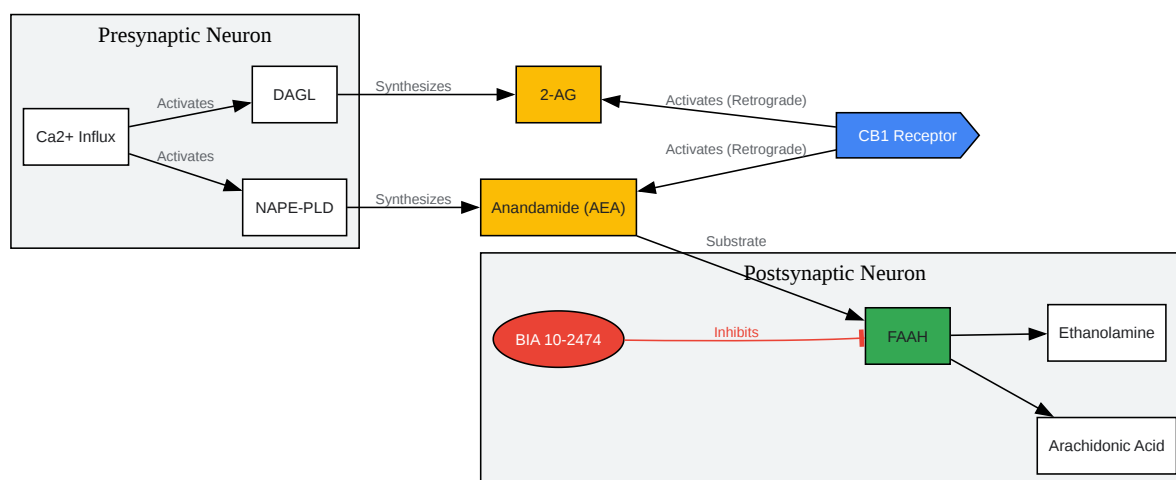 Presynaptic Neuron
Ca2+ Influx
Activates
Activates
DAGL
NAPE-PLD
Synthesizes
Synthesizes
2-AG
Anandamide (AEA)
Activates (Retrograde)
Activates (Retrograde)
CB1 Receptor
Substrate
Postsynaptic Neuron
BIA 10-2474
Inhibits
FAAH
Ethanolamine
Arachidonic Acid